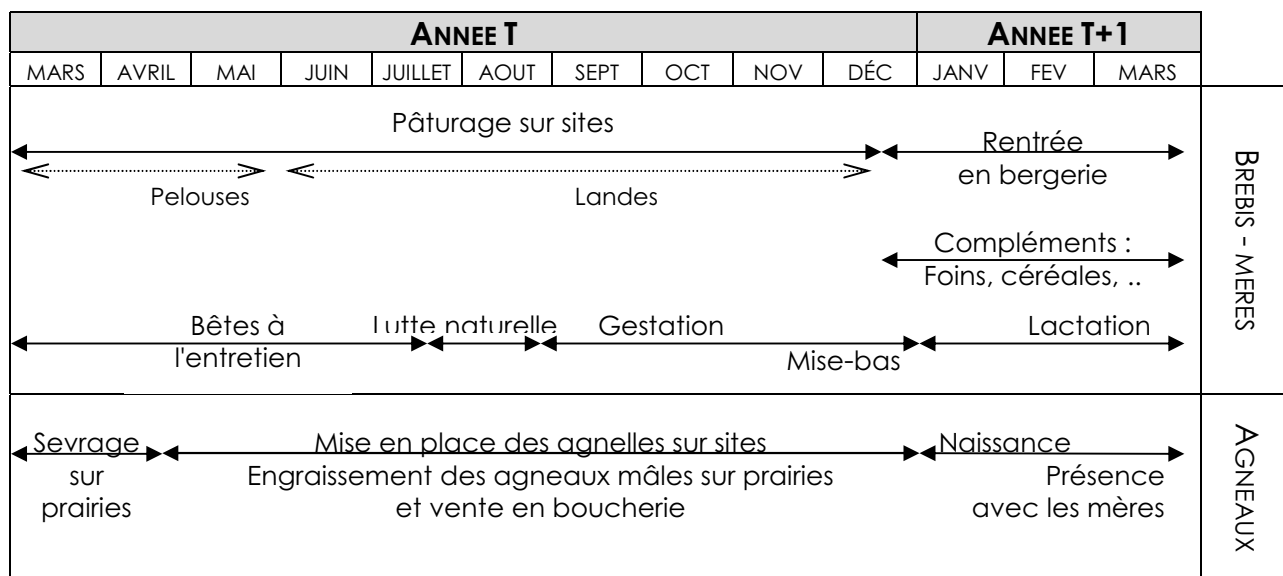 ANNEE T ANNEE T+1
MARS AVRIL MAI JUIN JUILLET AOUT SEPT OCT NOV DÉC JANV FEV MARS
Pâturage sur sites
Rentrée
en bergerie
Pelouses
Landes
Compléments :
Foins, céréales, ..
Bêtes à
l'entretien
Lutte naturelle
Gestation
Mise-bas
Lactation
BREBIS - MERES
Sevrage
sur
prairies
Mise en place des agnelles sur sites
Engraissement des agneaux mâles sur prairies
et vente en boucherie
Naissance
Présence
avec les mères
AGNEAUX